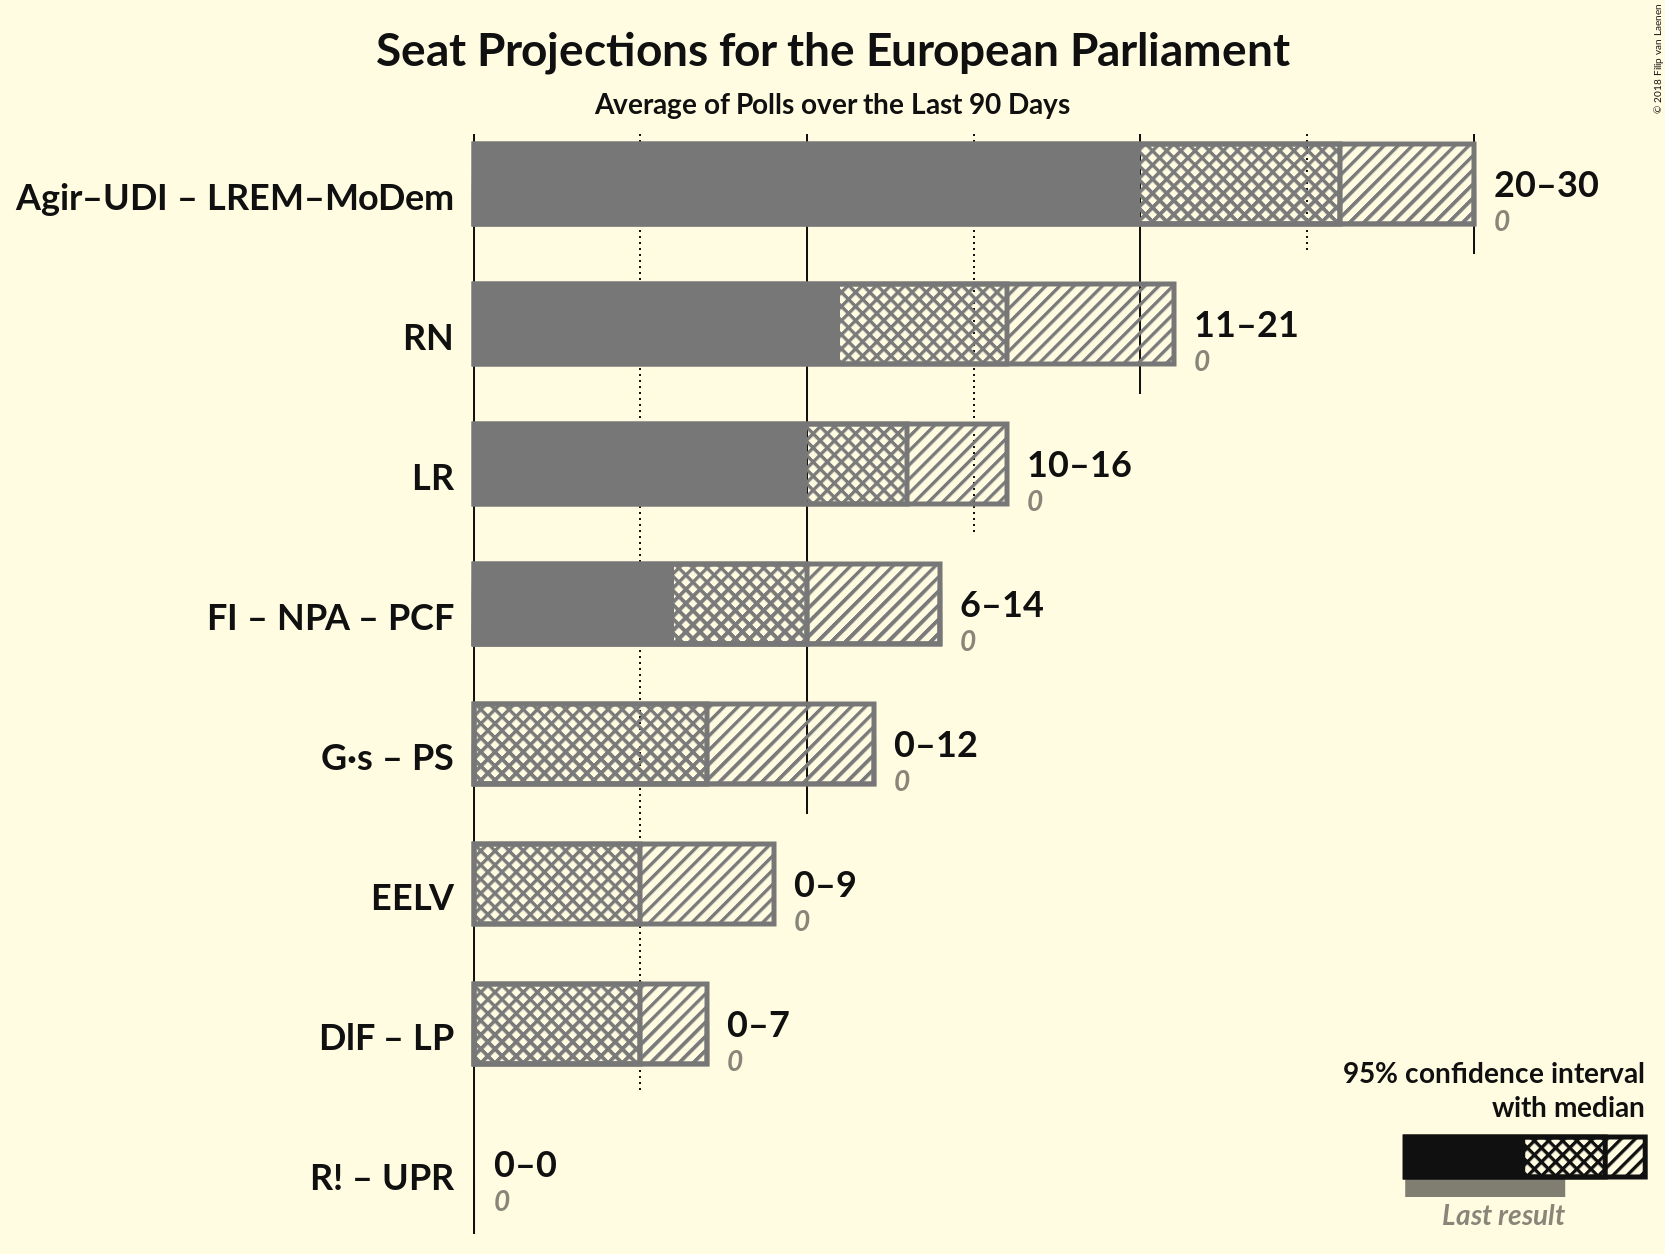 Seat Projections for the European Parliament
Average of Polls over the Last 90 Days
© 2018 Filip van Laenen
Agir–UDI – LREM–MoDem
20–30
0
RN
11–21
0
LR
10–16
0
FI – NPA – PCF
6–14
0
G·s – PS
0–12
0
EELV
0–9
0
DlF – LP
0–7
0
R! – UPR
0–0
0
95% confidence interval
with median
Last result